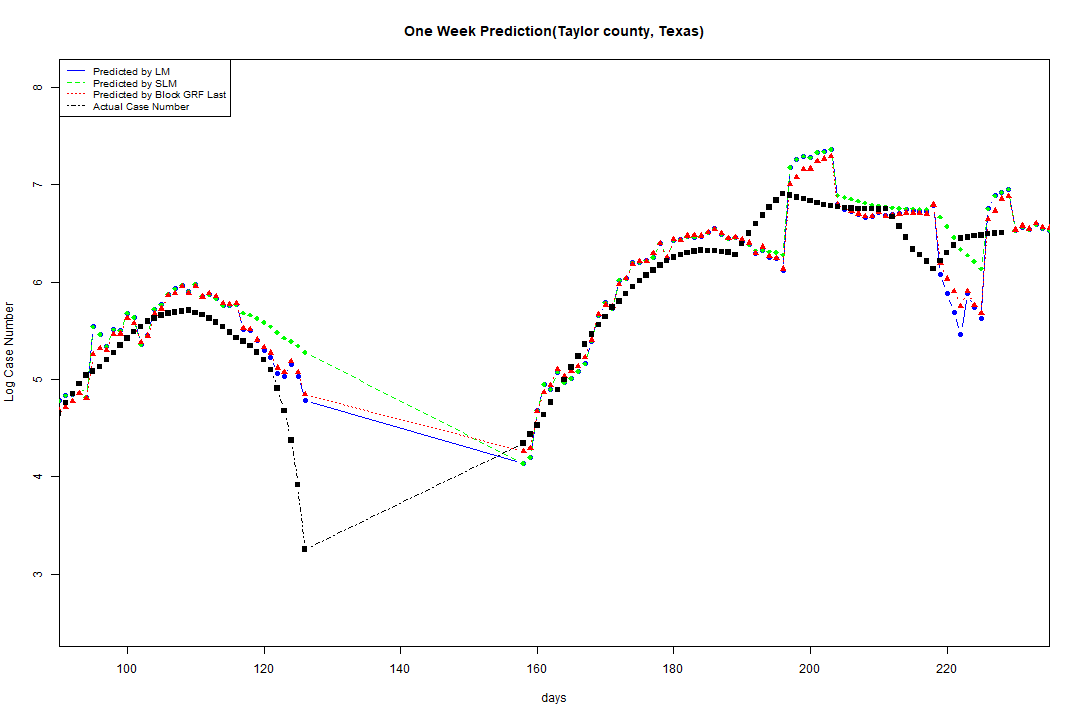 One Week Prediction(Taylor county, Texas)
Predicted by LM
Predicted by SLM
Predicted by Block GRF Last
Actual Case Number
8
7
6
5
4
3
Log Case Number
100 120 140 160 180 200 220
days